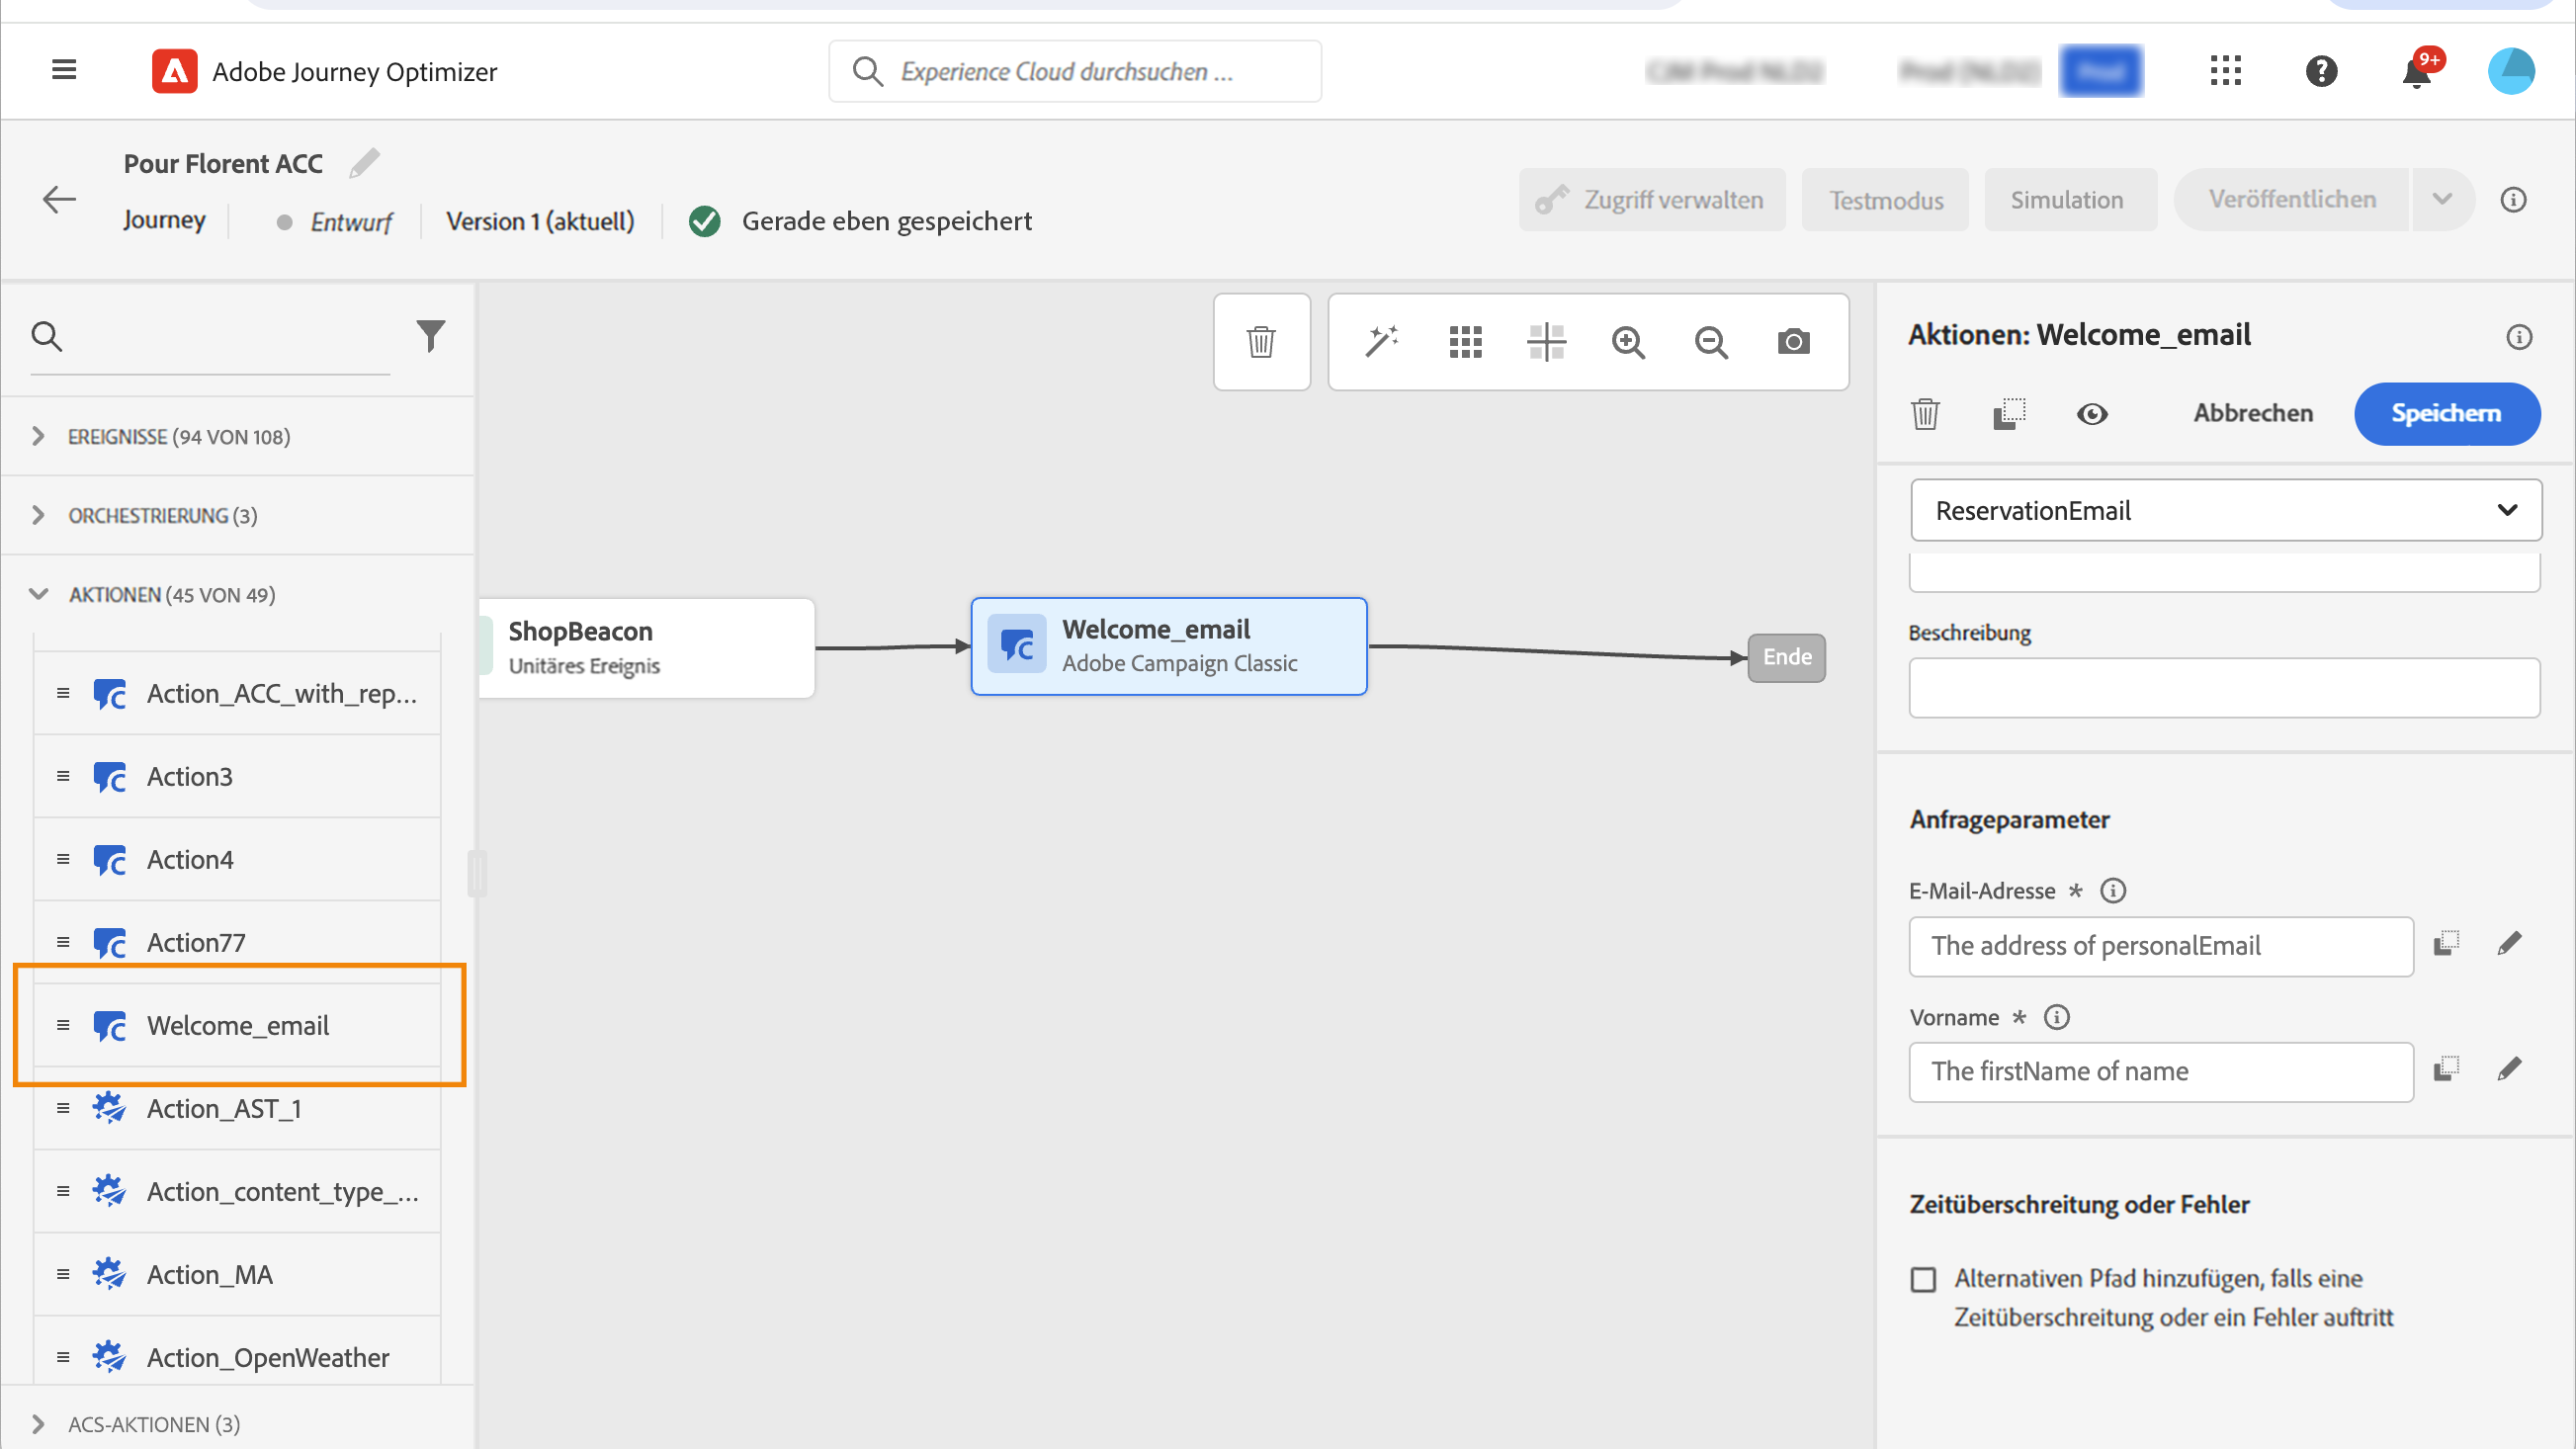 Adobe Journey Optimizer
Experience Cloud durchsuchen ...
9+
Pour Florent ACC
Journey
Entwurf
Version 1 (aktuell)
Gerade eben gespeichert
Zugriff verwalten
Testmodus
Simulation
Veröffentlichen
EREIGNISSE (94 VON 108)
ORCHESTRIERUNG (3)
AKTIONEN (45 VON 49)
Action_ACC_with_rep...
Action3
Action4
Action77
Welcome_email
Action_AST_1
Action_content_type_...
Action_MA
Action_OpenWeather
ACS-AKTIONEN (3)
ShopBeacon
Unitäres Ereignis
Welcome_email
Adobe Campaign Classic
Ende
Aktionen: Welcome_email
Abbrechen
Speichern
ReservationEmail
Beschreibung
Anfrageparameter
E-Mail-Adresse *
The address of personalEmail
Vorname *
The firstName of name
Zeitüberschreitung oder Fehler
Alternativen Pfad hinzufügen, falls eine
Zeitüberschreitung oder ein Fehler auftritt